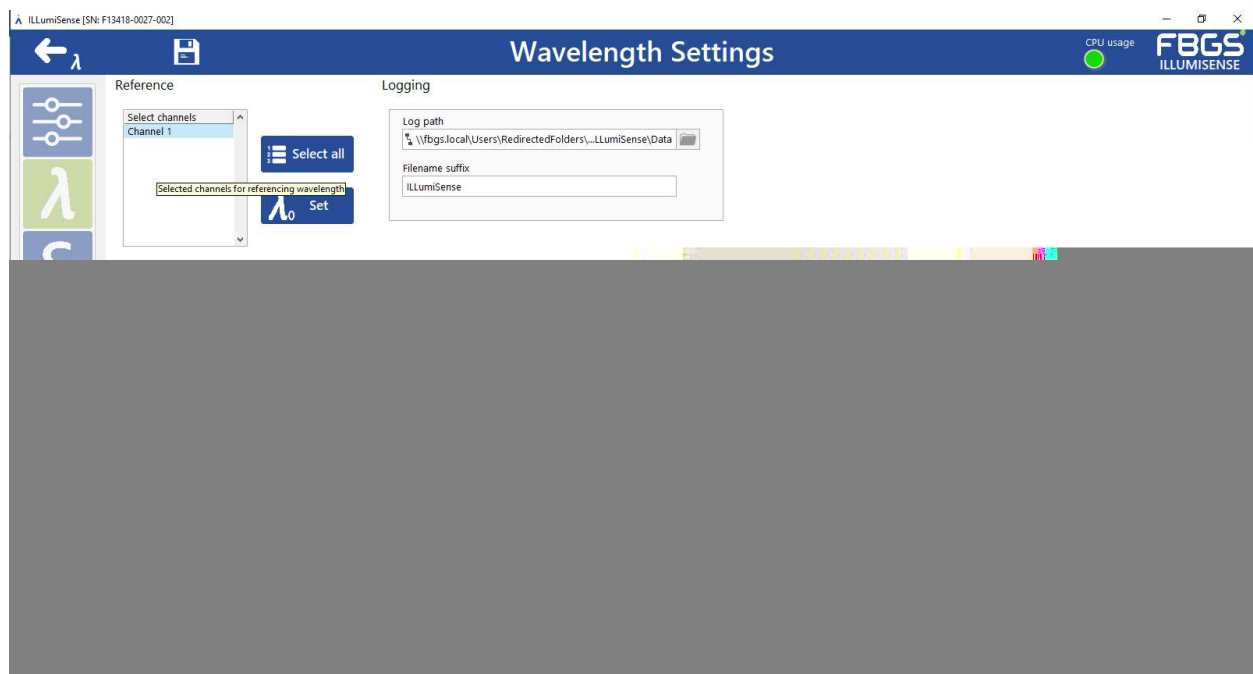 ILLumiSense [SN: F13418-0027-002]
λ
Wavelength Settings
CPU usage
FBGS
ILLUMISENSE
Reference
Logging
Select channels
Channel 1
Select all
Selected channels for referencing wavelength
λ0 Set
Log path
\\fbgs.local\Users\RedirectedFolders\...LLumiSense\Data
Filename suffix
ILLumiSense
λ